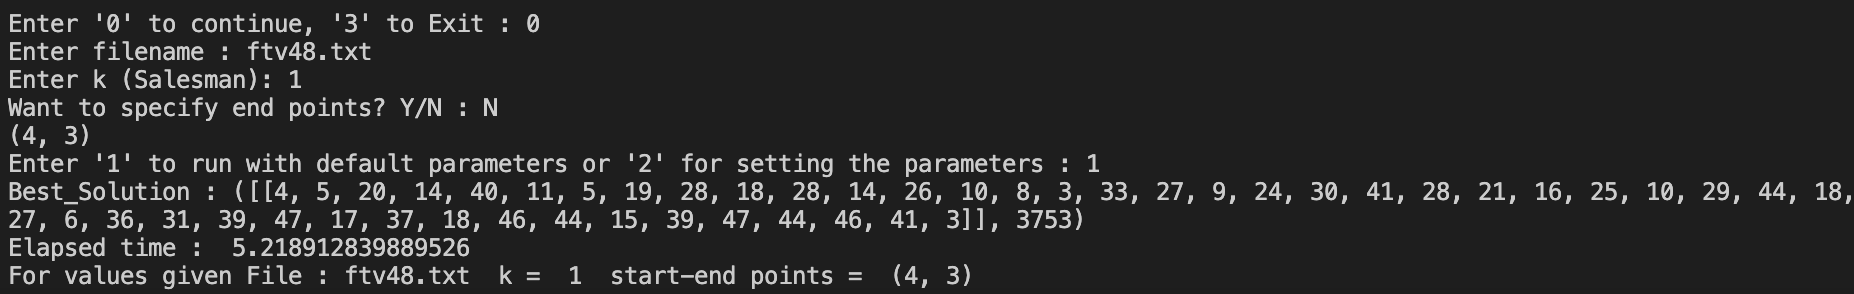 Enter '0' to continue, '3' to Exit : 0
Enter filename : ftv48.txt
Enter k (Salesman): 1
Want to specify end points? Y/N : N
(4, 3)
Enter '1' to run with default parameters or '2' for setting the parameters : 1
Best_Solution : ([[4, 5, 20, 14, 40, 11, 5, 19, 28, 18, 28, 14, 26, 10, 8, 3, 33, 27, 9, 24, 30, 41, 28, 21, 16, 25, 10, 29, 44, 18,
27, 6, 36, 31, 39, 47, 17, 37, 18, 46, 44, 15, 39, 47, 44, 46, 41, 3]], 3753)
Elapsed time :  5.218912839889526
For values given File : ftv48.txt  k =  1  start-end points =  (4, 3)